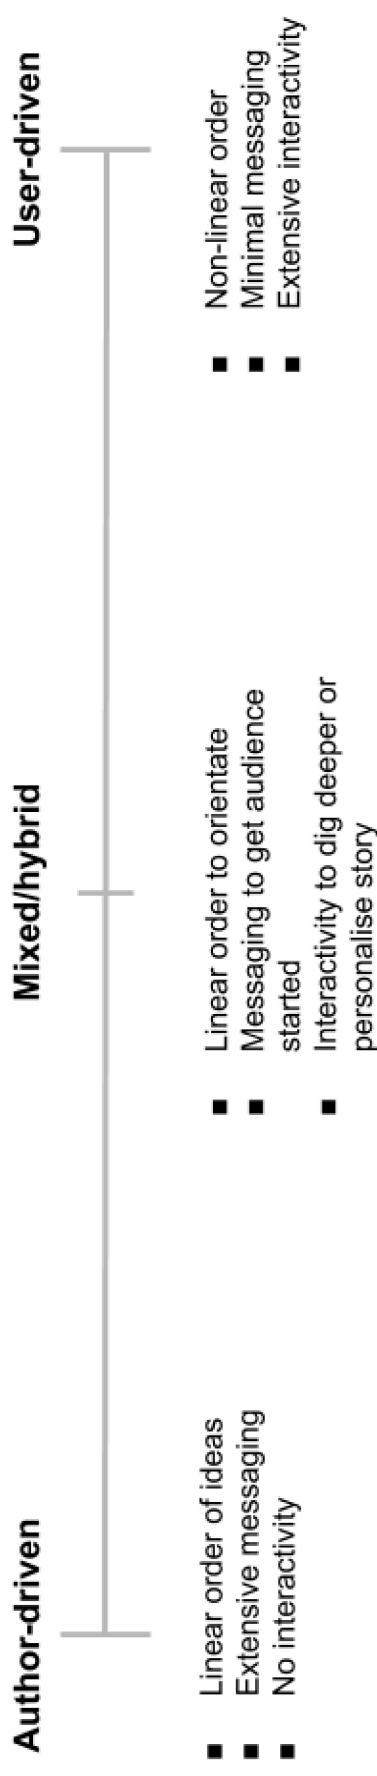 Author-driven
Mixed/hybrid
User-driven
Linear order of ideas
Extensive messaging
No interactivity
Linear order to orientate
Messaging to get audience
started
Interactivity to dig deeper or
personalise story
Non-linear order
Minimal messaging
Extensive interactivity